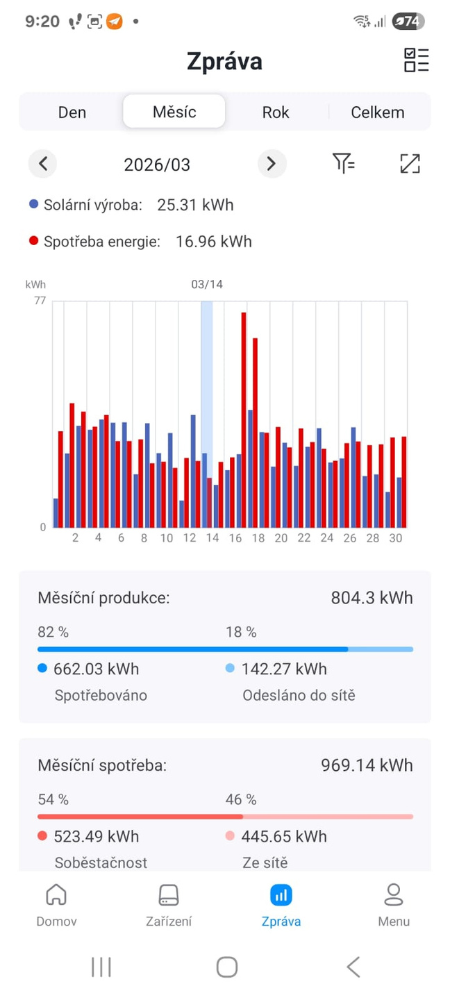 9:20 5 74
Zpráva
Den Měsíc Rok Celkem
2026/03
Solární výroba: 25.31 kWh
Spotřeba energie: 16.96 kWh
kWh 03/14
77
0
2 4 6 8 10 12 14 16 18 20 22 24 26 28 30
Měsíční produkce: 804.3 kWh
82 % 18 %
662.03 kWh 142.27 kWh
Spotřebováno Odesláno do sítě
Měsíční spotřeba: 969.14 kWh
54 % 46 %
523.49 kWh 445.65 kWh
Soběstačnost Ze sítě
Domov Zařízení Zpráva Menu